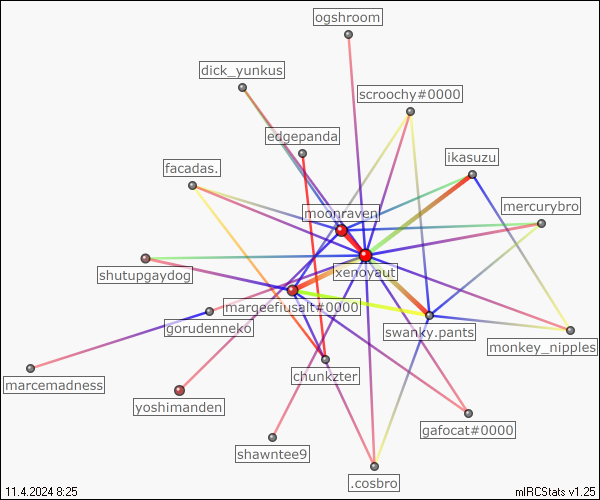 ogshroom
dick_yunkus
scroochy#0000
edgepanda
ikasuzu
facadas.
mercurybro
moonraven
xenoyaut
shutupgaydog
margeefiusalt#0000
gorudenneko
swanky.pants
monkey_nipples
chunkzter
marcemadness
yoshimanden
gafocat#0000
shawntee9
.cosbro
11.4.2024 8:25
mIRCStats v1.25